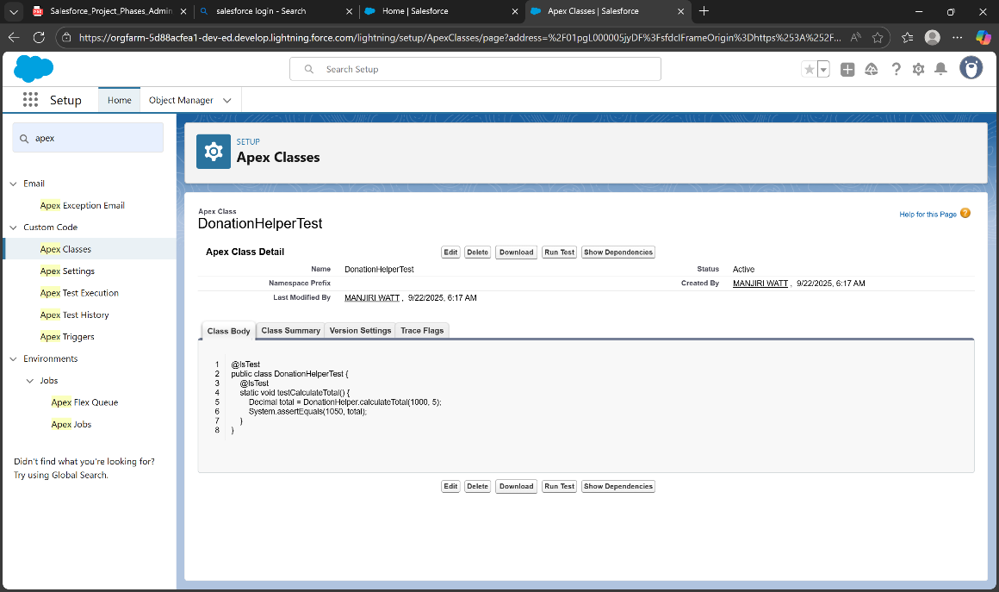 Salesforce_Project_Phases_Admin
salesforce login - Search
Home | Salesforce
Apex Classes | Salesforce
https://orgfarm-5d88acfea1-dev-ed.develop.lightning.force.com/lightning/setup/ApexClasses/page?address=%2F01pgL000005jyDF%3FsfdcIFrameOrigin%3Dhttps%253A%252F...
Search Setup
Setup
Home
Object Manager
apex
Email
Apex Exception Email
Custom Code
Apex Classes
Apex Settings
Apex Test Execution
Apex Test History
Apex Triggers
Environments
Jobs
Apex Flex Queue
Apex Jobs
Didn't find what you're looking for?
Try using Global Search.
SETUP
Apex Classes
Apex Class
DonationHelperTest
Help for this Page
Apex Class Detail
Edit Delete Download Run Test Show Dependencies
Name DonationHelperTest Status Active
Namespace Prefix Created By MANJIRI WATT , 9/22/2025, 6:17 AM
Last Modified By MANJIRI WATT , 9/22/2025, 6:17 AM
Class Body Class Summary Version Settings Trace Flags
1 @IsTest
2 public class DonationHelperTest {
3 @IsTest
4 static void testCalculateTotal() {
5 Decimal total = DonationHelper.calculateTotal(1000, 5);
6 System.assertEquals(1050, total);
7 }
8 }
Edit Delete Download Run Test Show Dependencies